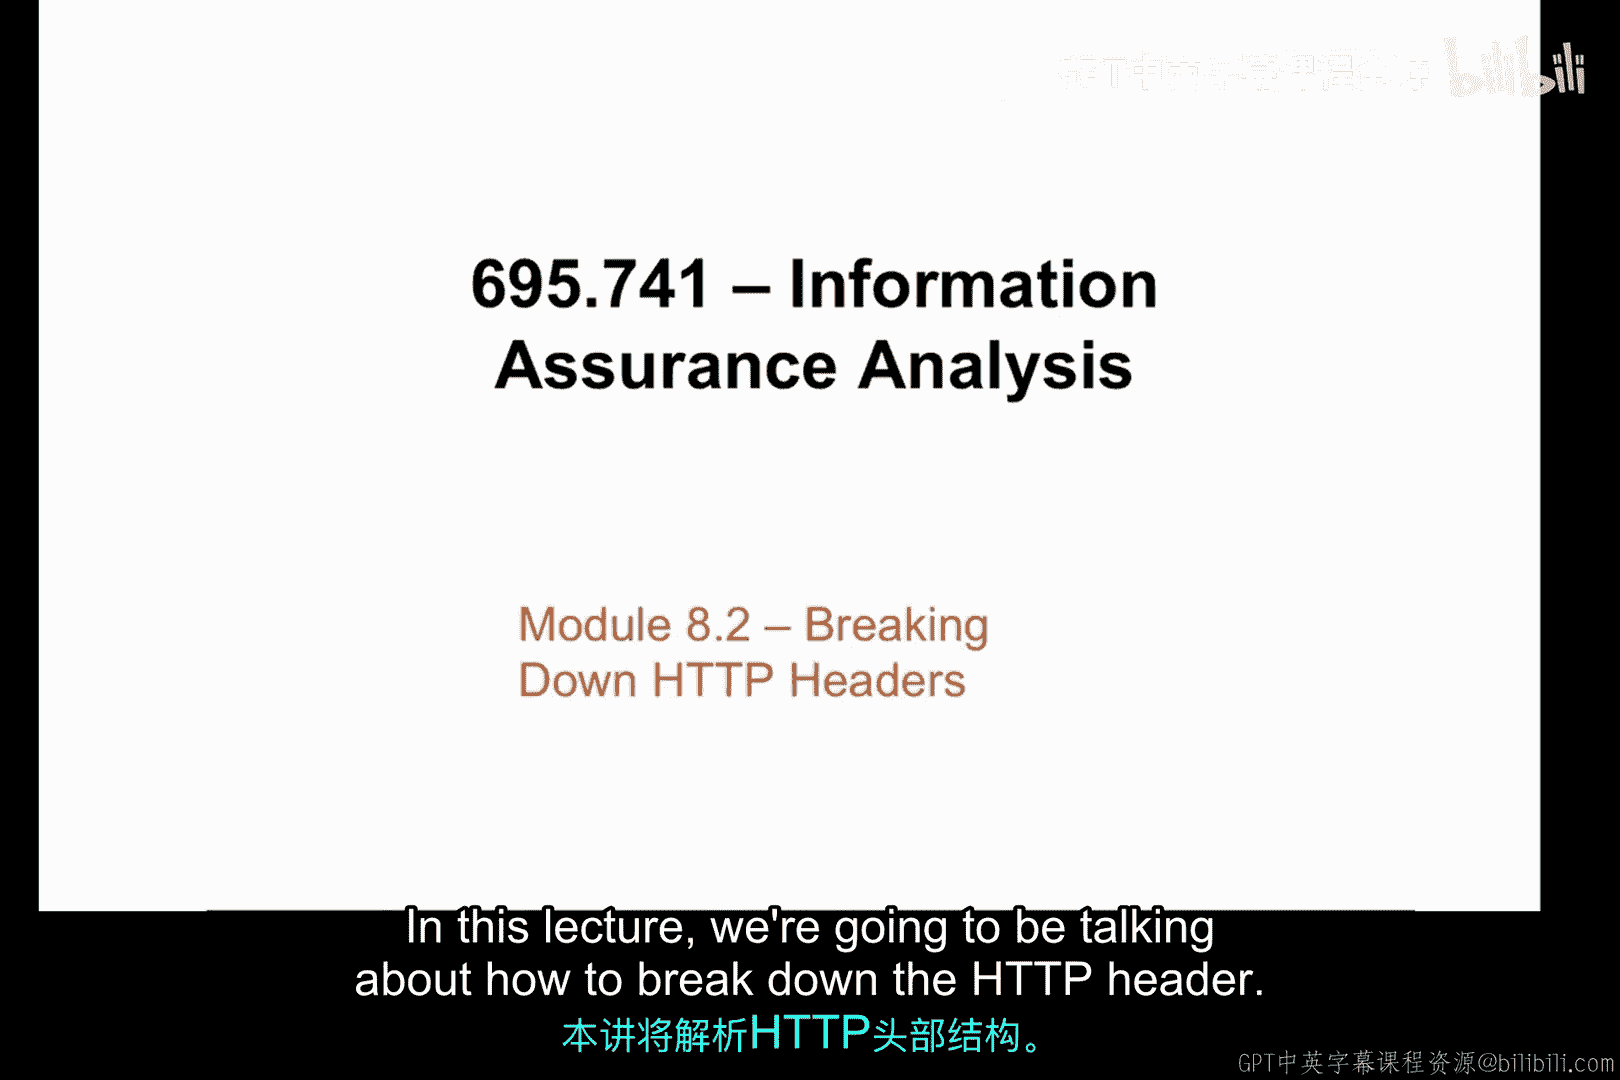 bilibili
695.741 – Information
Assurance Analysis
Module 8.2 – Breaking
Down HTTP Headers
In this lecture, we're going to be talking
about how to break down the HTTP header.
本讲将解析HTTP头部结构。
GPT中英字幕课程资源@bilibili.com